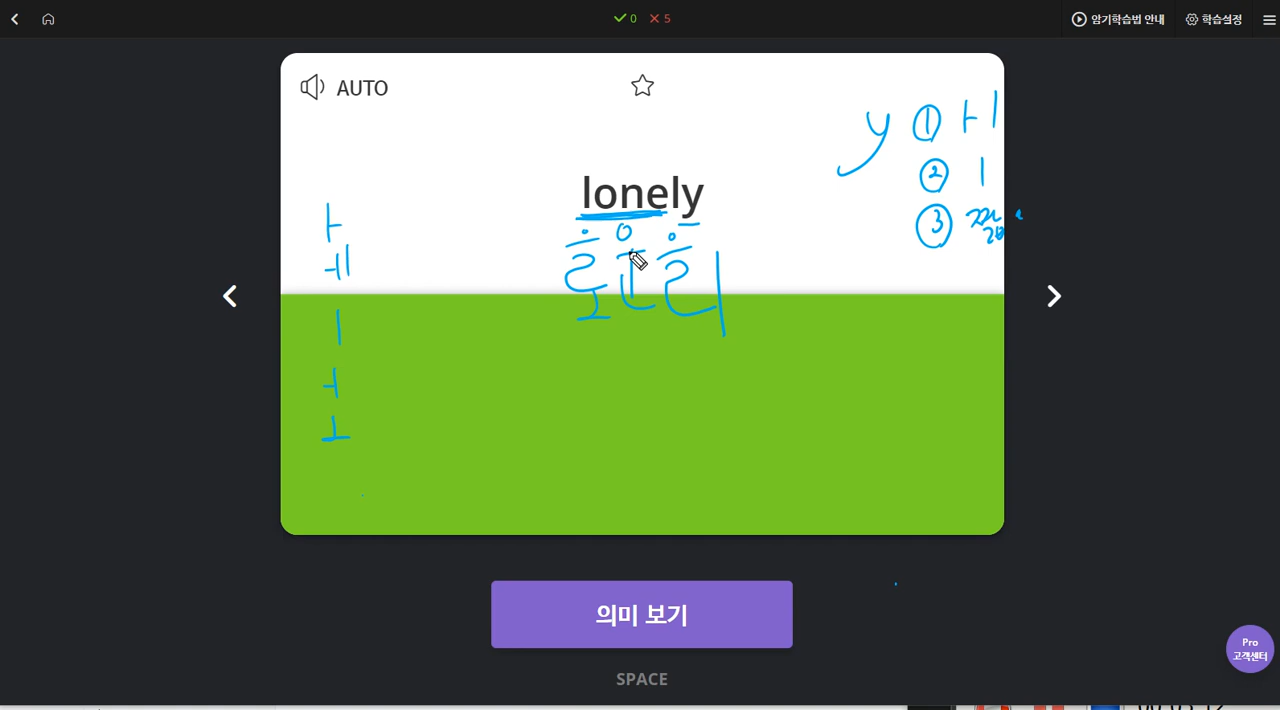 0 5 암기학습법 안내 학습설정
AUTO
y ① ㅏㅣ
② ㅣ
③
lonely
ㅏ
ㅔ
ㅣ
ㅓ
ㅗ
의미 보기
SPACE
Pro
고객센터